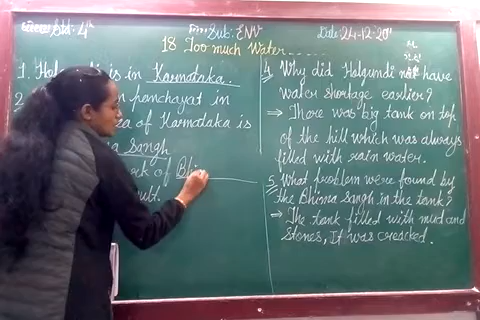 Std: 4th Sub: ENV Date: 24-12-20
18 Too much Water
1. Holgundi is in Karnataka.
2. panchayat in
of Karnataka is
Sangh
of Bhim
4. Why did Holgundi not have
water shortage earlier?
⇒ There was big tank on top
of the hill which was always
filled with rain water.
5. What problem were found by
the Bhima Sangh in the tank?
⇒ The tank filled with mud and
stones, It was creacked.